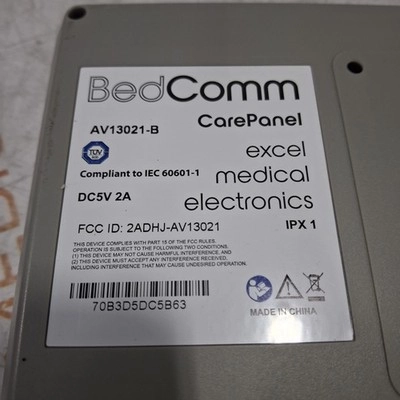 BedComm
AV13021-B
CarePanel
TÜV
excel
Compliant to IEC 60601-1
medical
DC5V 2A
electronics
FCC ID: 2ADHJ-AV13021
IPX 1
THIS DEVICE COMPLIES WITH PART 15 OF THE FCC RULES.
OPERATION IS SUBJECT TO THE FOLLOWING TWO CONDITIONS.
(1) THIS DEVICE MAY NOT CAUSE HARMFUL INTERFERENCE, AND
(2) THIS DEVICE MUST ACCEPT ANY INTERFERENCE RECEIVED,
INCLUDING INTERFERENCE THAT MAY CAUSE UNDESIRED OPERATION.
70B3D5DC5B63
MADE IN CHINA